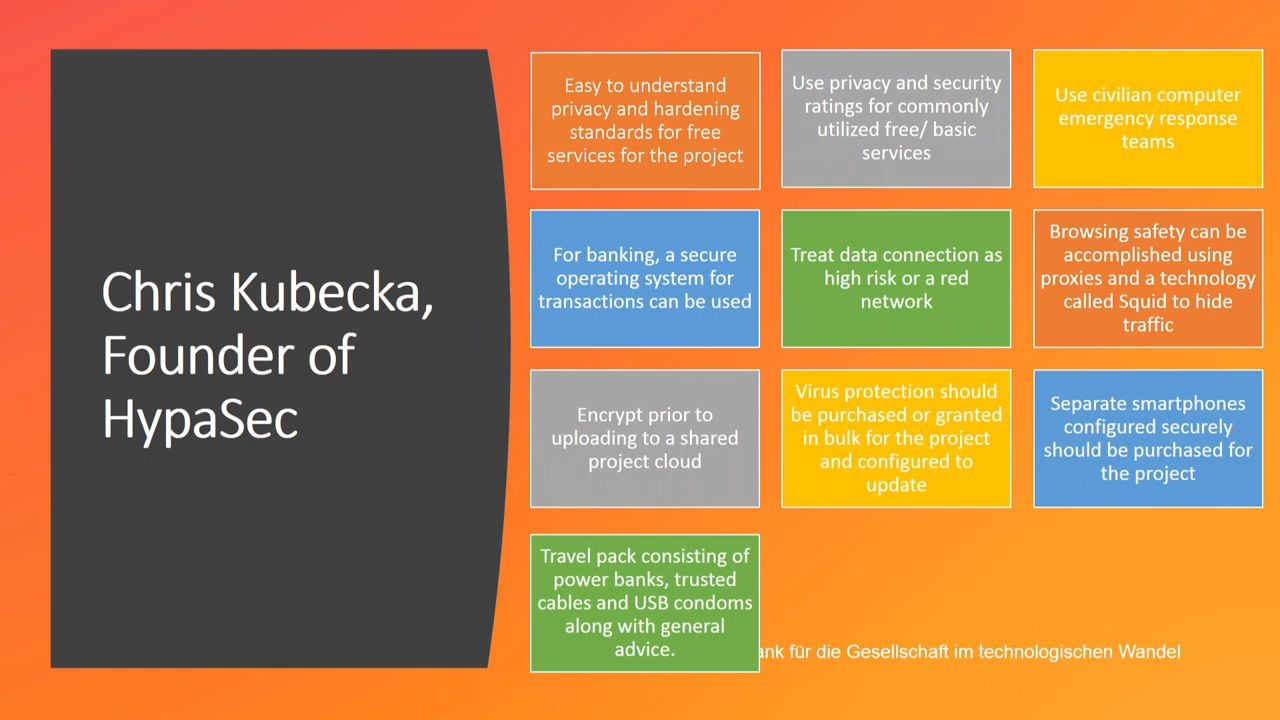 Chris Kubecka,
Founder of
HypaSec
Easy to understand
privacy and hardening
standards for free
services for the project
Use privacy and security
ratings for commonly
utilized free/ basic
services
Use civilian computer
emergency response
teams
For banking, a secure
operating system for
transactions can be used
Treat data connection as
high risk or a red
network
Browsing safety can be
accomplished using
proxies and a technology
called Squid to hide
traffic
Encrypt prior to
uploading to a shared
project cloud
Virus protection should
be purchased or granted
in bulk for the project
and configured to
update
Separate smartphones
configured securely
should be purchased for
the project
Travel pack consisting of
power banks, trusted
cables and USB condoms
along with general
advice.
für die Gesellschaft im technologischen Wandel